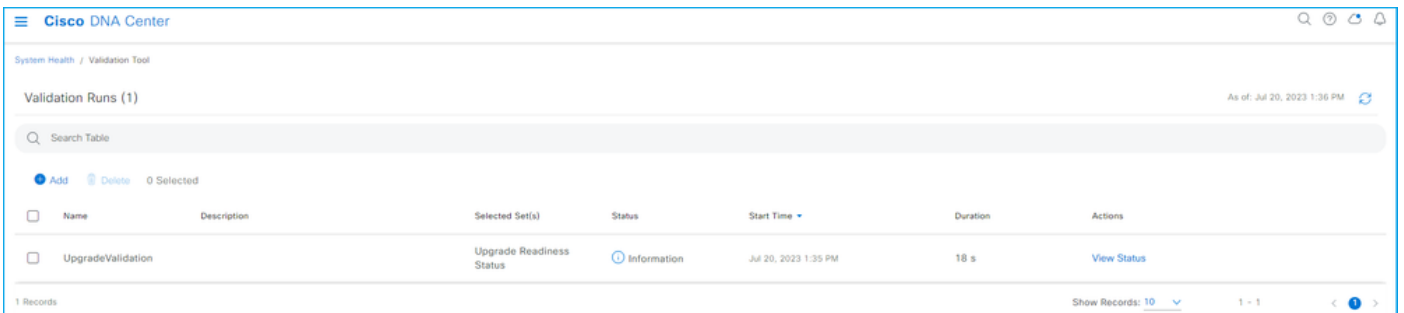 Cisco DNA Center
System Health / Validation Tool
Validation Runs (1)
As of: Jul 20, 2023 1:36 PM
Search Table
Add Delete 0 Selected
Name Description Selected Set(s) Status Start Time Duration Actions
UpgradeValidation Upgrade Readiness Status Information Jul 20, 2023 1:35 PM 18 s View Status
1 Records Show Records: 10 1 - 1 < 1 >